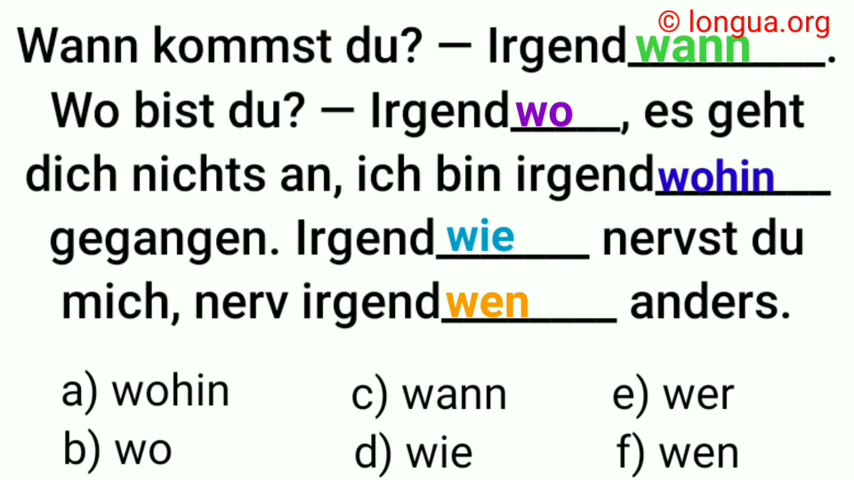 © longua.org
Wann kommst du? — Irgendwann.
Wo bist du? — Irgendwo, es geht
dich nichts an, ich bin irgendwohin
gegangen. Irgendwie nervst du
mich, nerv irgendwen anders.
a) wohin c) wann e) wer
b) wo d) wie f) wen